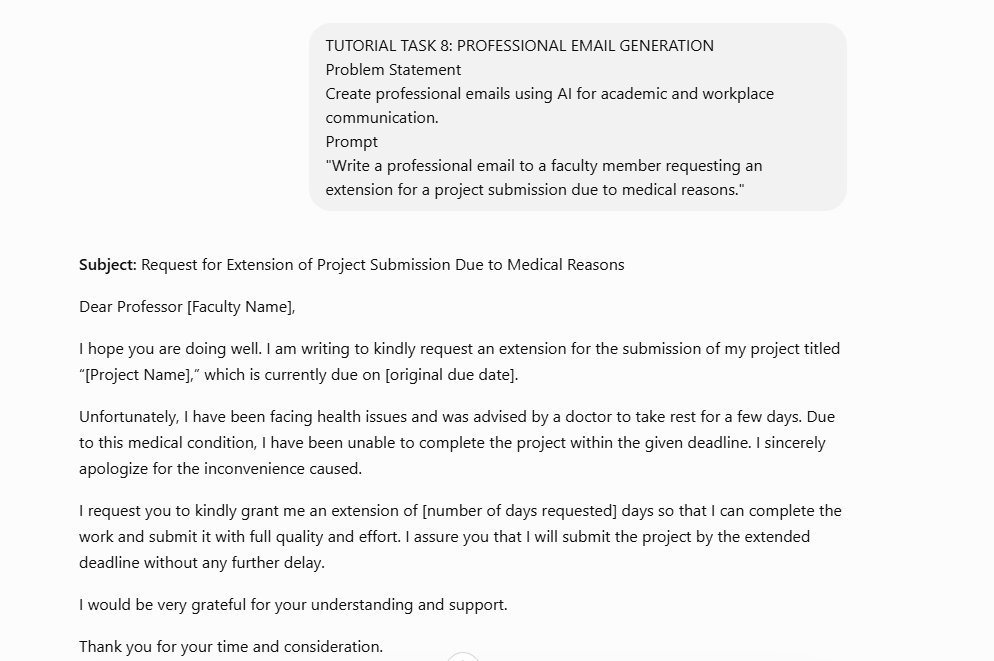 TUTORIAL TASK 8: PROFESSIONAL EMAIL GENERATION
Problem Statement
Create professional emails using AI for academic and workplace
communication.
Prompt
"Write a professional email to a faculty member requesting an
extension for a project submission due to medical reasons."
Subject: Request for Extension of Project Submission Due to Medical Reasons
Dear Professor [Faculty Name],
I hope you are doing well. I am writing to kindly request an extension for the submission of my project titled
“[Project Name],” which is currently due on [original due date].
Unfortunately, I have been facing health issues and was advised by a doctor to take rest for a few days. Due
to this medical condition, I have been unable to complete the project within the given deadline. I sincerely
apologize for the inconvenience caused.
I request you to kindly grant me an extension of [number of days requested] days so that I can complete the
work and submit it with full quality and effort. I assure you that I will submit the project by the extended
deadline without any further delay.
I would be very grateful for your understanding and support.
Thank you for your time and consideration.